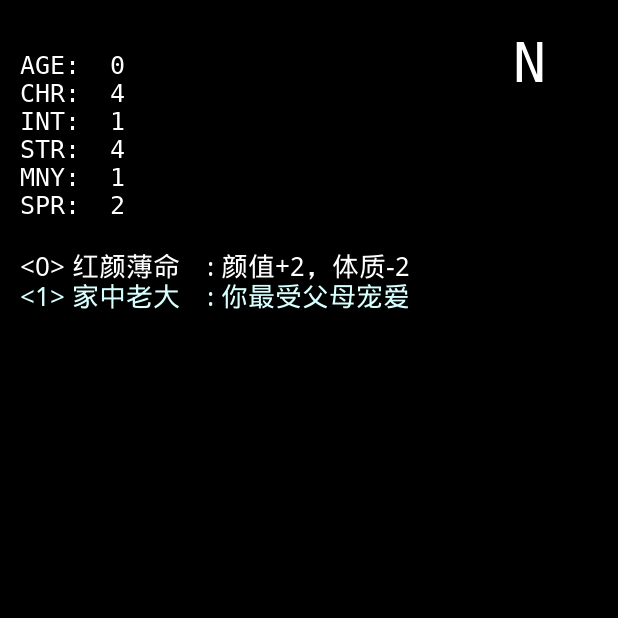 N
AGE: 0
CHR: 4
INT: 1
STR: 4
MNY: 1
SPR: 2
<0> 红颜薄命 : 颜值+2，体质-2
<1> 家中老大 : 你最受父母宠爱